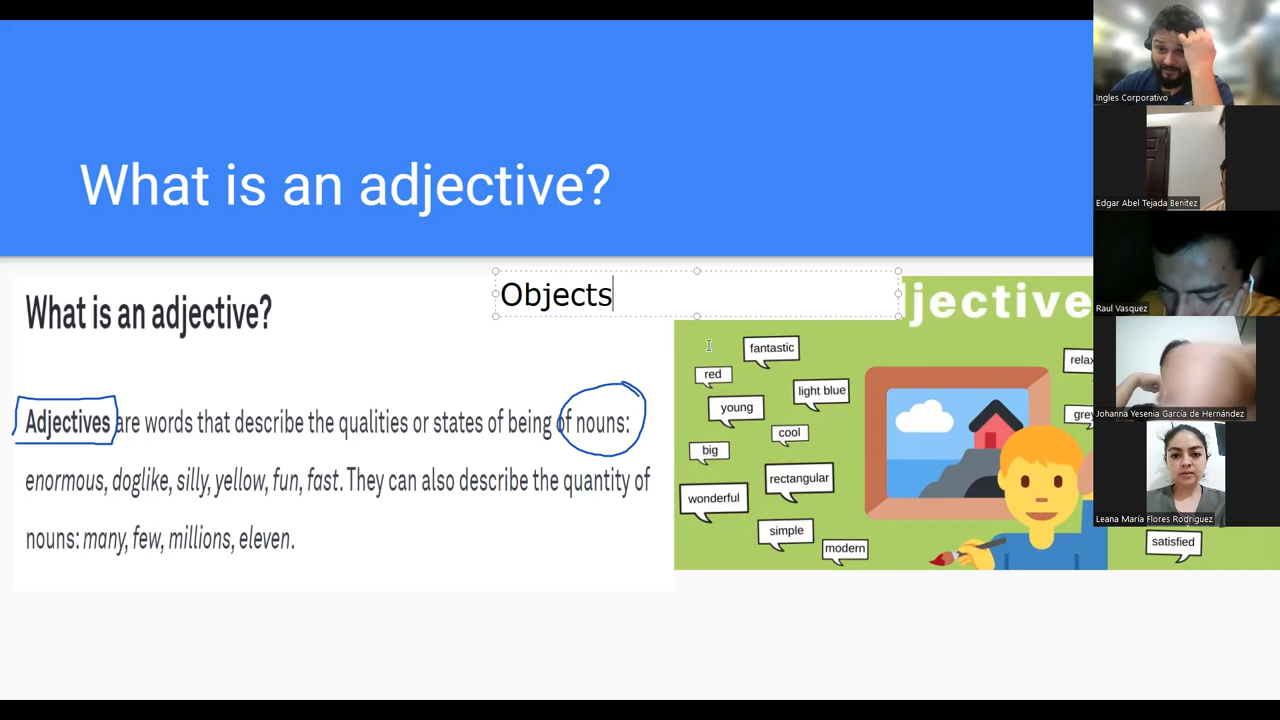 What is an adjective?
Objects
What is an adjective?
Adjectives are words that describe the qualities or states of being of nouns:
enormous, doglike, silly, yellow, fun, fast. They can also describe the quantity of
nouns: many, few, millions, eleven.
jective
fantastic
red
light blue
young
cool
big
rectangular
wonderful
simple
modern
relax
grey
satisfied
Ingles Corporativo
Edgar Abel Tejada Benitez
Raul Vasquez
Johanna Yesenia García de Hernández
Leana María Flores Rodríguez